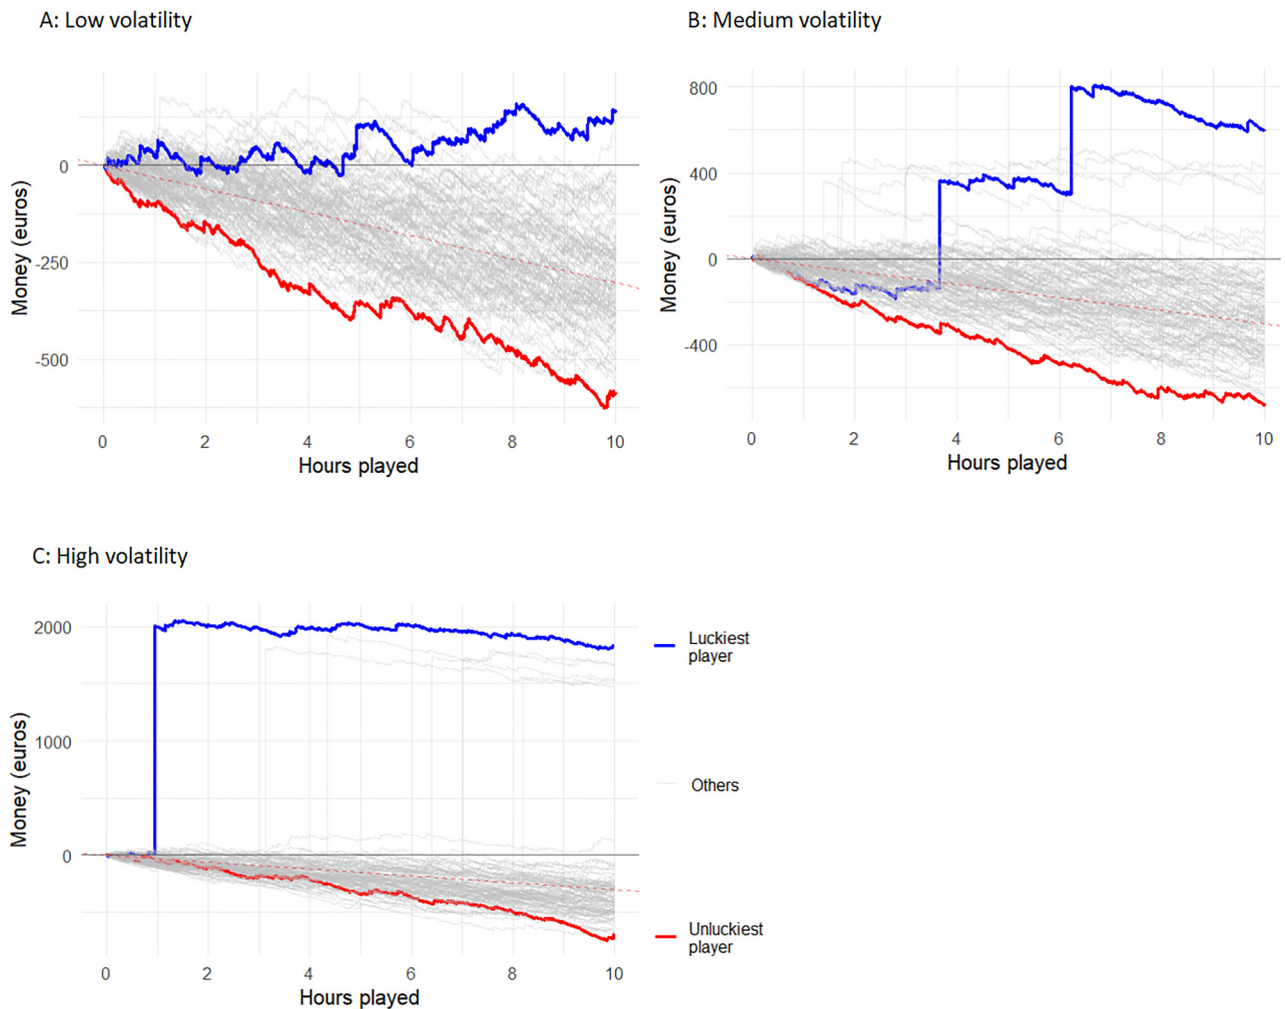 A: Low volatility
0
-250
-500
Money (euros)
0 2 4 6 8 10
Hours played
B: Medium volatility
800
400
0
-400
Money (euros)
0 2 4 6 8 10
Hours played
C: High volatility
2000
1000
0
Money (euros)
0 2 4 6 8 10
Hours played
Luckiest
player
Others
Unluckiest
player